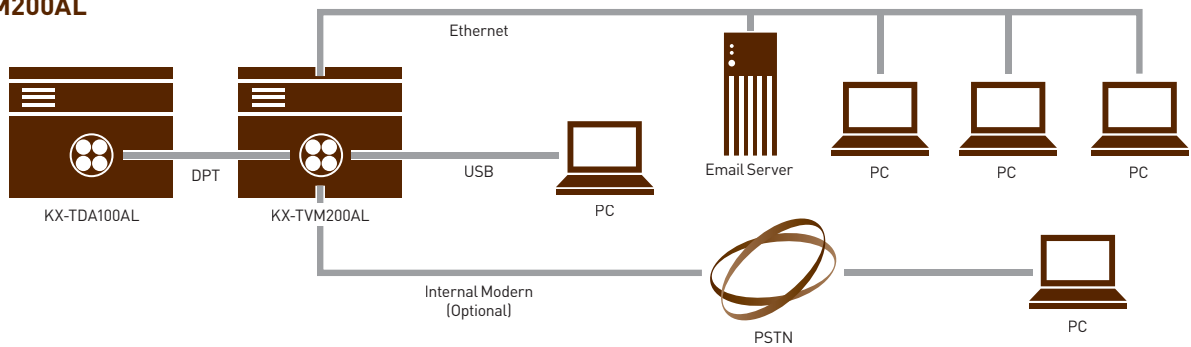 M200AL
Ethernet
DPT
USB
Email Server
PC
PC
PC
KX-TDA100AL
KX-TVM200AL
PC
Internal Modern
(Optional)
PSTN
PC